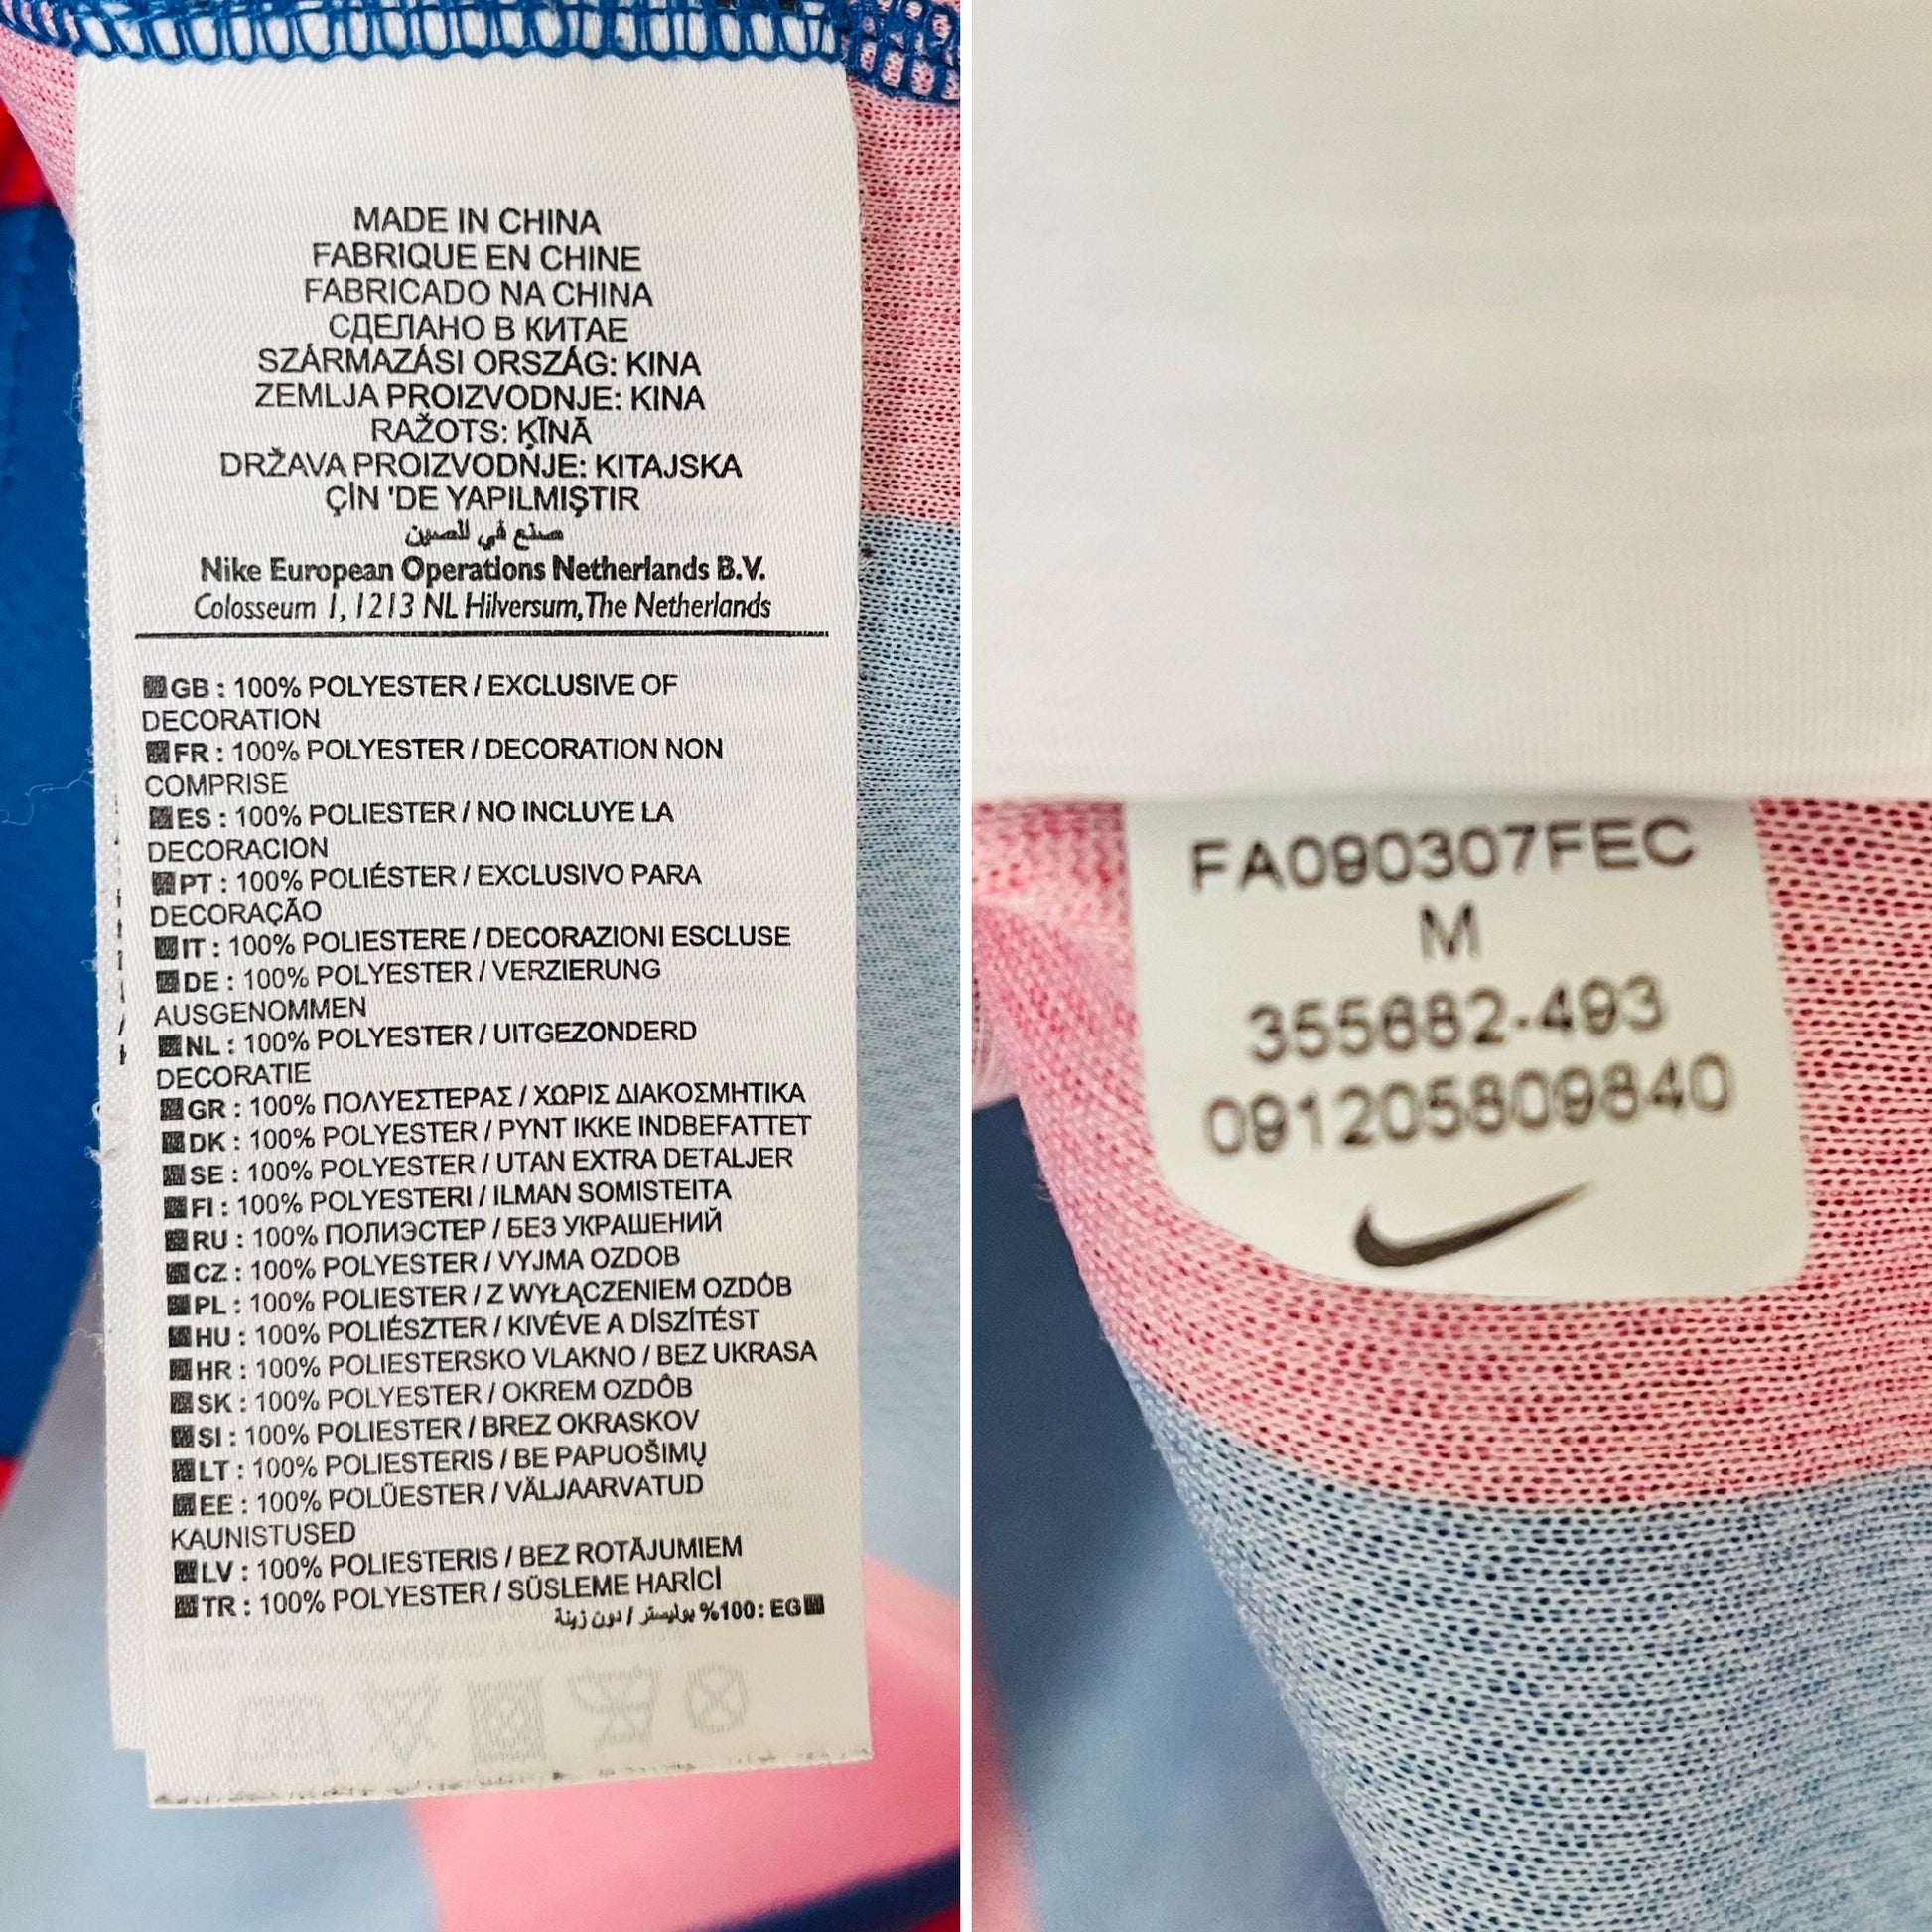 MADE IN CHINA
FABRIQUE EN CHINE
FABRICADO NA CHINA
СДЕЛАНО В КИТАЕ
SZÁRMAZÁSI ORSZÁG: KINA
ZEMLJA PROIZVODNJE: KINA
RAŽOTS: ĶĪNĀ
DRŽAVA PROIZVODNJE: KITAJSKA
ÇİN 'DE YAPILMIŞTIR
صنع في الصين
Nike European Operations Netherlands B.V.
Colosseum 1, 1213 NL Hilversum, The Netherlands
GB : 100% POLYESTER / EXCLUSIVE OF
DECORATION
FR : 100% POLYESTER / DECORATION NON
COMPRISE
ES : 100% POLIESTER / NO INCLUYE LA
DECORACION
PT : 100% POLIÉSTER / EXCLUSIVO PARA
DECORAÇÃO
IT : 100% POLIESTERE / DECORAZIONI ESCLUSE
DE : 100% POLYESTER / VERZIERUNG
AUSGENOMMEN
NL : 100% POLYESTER / UITGEZONDERD
DECORATIE
GR : 100% ΠΟΛΥΕΣΤΕΡΑΣ / ΧΩΡΙΣ ΔΙΑΚΟΣΜΗΤΙΚΑ
DK : 100% POLYESTER / PYNT IKKE INDBEFATTET
SE : 100% POLYESTER / UTAN EXTRA DETALJER
FI : 100% POLYESTERI / ILMAN SOMISTEITA
RU : 100% ПОЛИЭСТЕР / БЕЗ УКРАШЕНИЙ
CZ : 100% POLYESTER / VYJMA OZDOB
PL : 100% POLIESTER / Z WYŁĄCZENIEM OZDÓB
HU : 100% POLIÉSZTER / KIVÉVE A DÍSZÍTÉST
HR : 100% POLIESTERSKO VLAKNO / BEZ UKRASA
SK : 100% POLYESTER / OKREM OZDÔB
SI : 100% POLIESTER / BREZ OKRASKOV
LT : 100% POLIESTERIS / BE PAPUOŠIMŲ
EE : 100% POLÜESTER / VÄLJAARVATUD
KAUNISTUSED
LV : 100% POLIESTERIS / BEZ ROTĀJUMIEM
TR : 100% POLYESTER / SÜSLEME HARİCİ
EG :100% بوليستر / دون زينة
FA090307FEC
M
355682-493
091205809840